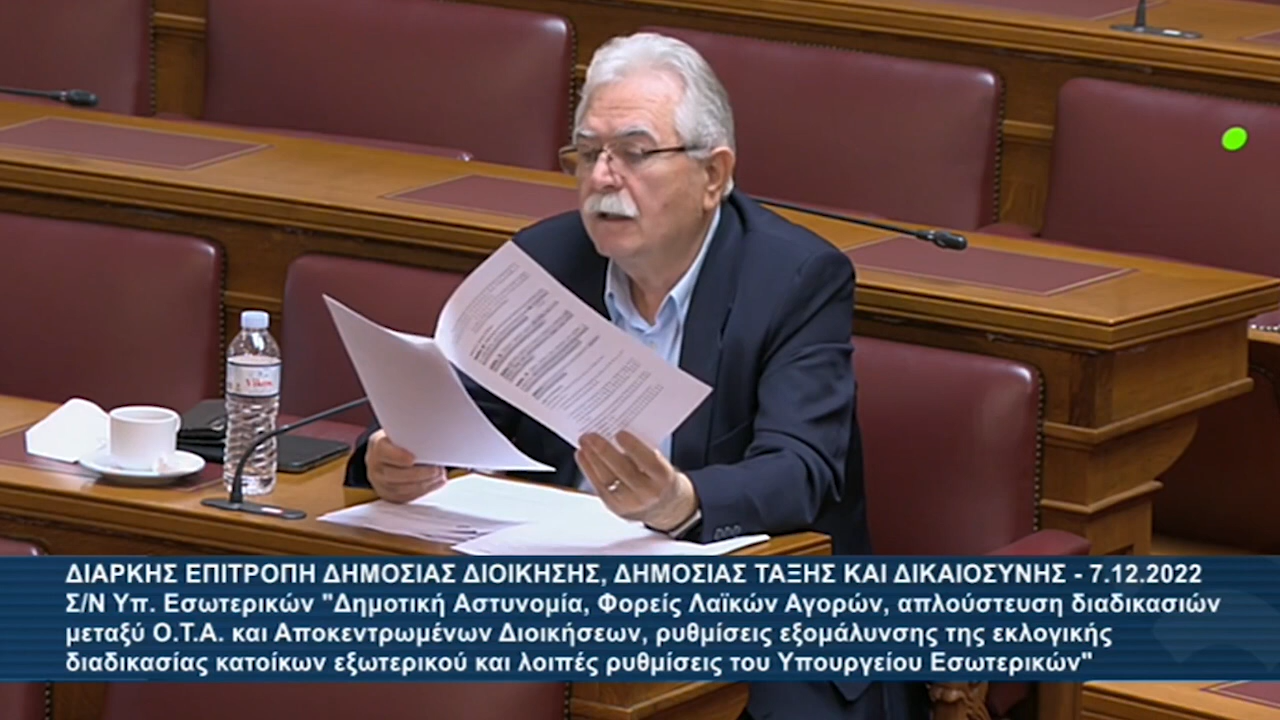 ΔΙΑΡΚΗΣ ΕΠΙΤΡΟΠΗ ΔΗΜΟΣΙΑΣ ΔΙΟΙΚΗΣΗΣ, ΔΗΜΟΣΙΑΣ ΤΑΞΗΣ ΚΑΙ ΔΙΚΑΙΟΣΥΝΗΣ - 7.12.2022
Σ/Ν Υπ. Εσωτερικών "Δημοτική Αστυνομία, Φορείς Λαϊκών Αγορών, απλούστευση διαδικασιών
μεταξύ Ο.Τ.Α. και Αποκεντρωμένων Διοικήσεων, ρυθμίσεις εξομάλυνσης της εκλογικής
διαδικασίας κατοίκων εξωτερικού και λοιπές ρυθμίσεις του Υπουργείου Εσωτερικών"